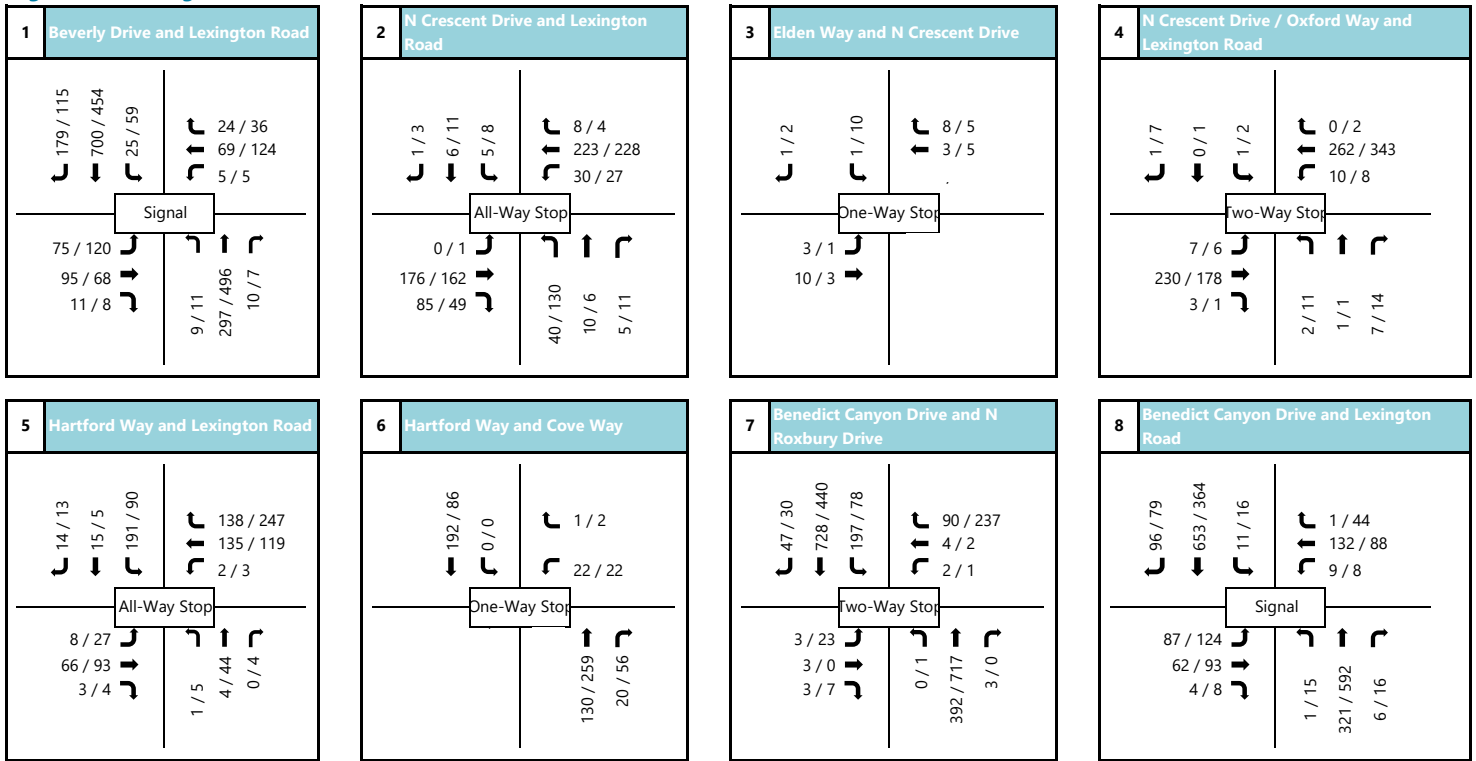 1 Beverly Drive and Lexington Road
179 / 115
700 / 454
25 / 59
24 / 36
69 / 124
5 / 5
Signal
75 / 120
95 / 68
11 / 8
9 / 11
297 / 496
10 / 7
2 N Crescent Drive and Lexington
Road
1 / 3
6 / 11
5 / 8
8 / 4
223 / 228
30 / 27
All-Way Stop
0 / 1
176 / 162
85 / 49
40 / 130
10 / 6
5 / 11
3 Elden Way and N Crescent Drive
1 / 2
1 / 10
8 / 5
3 / 5
One-Way Stop
3 / 1
10 / 3
4 N Crescent Drive / Oxford Way and
Lexington Road
1 / 7
0 / 1
1 / 2
0 / 2
262 / 343
10 / 8
Two-Way Stop
7 / 6
230 / 178
3 / 1
2 / 11
1 / 1
7 / 14
5 Hartford Way and Lexington Road
14 / 13
15 / 5
191 / 90
138 / 247
135 / 119
2 / 3
All-Way Stop
8 / 27
66 / 93
3 / 4
1 / 5
4 / 44
0 / 4
6 Hartford Way and Cove Way
192 / 86
0 / 0
1 / 2
22 / 22
One-Way Stop
130 / 259
20 / 56
7 Benedict Canyon Drive and N
Roxbury Drive
47 / 30
728 / 440
197 / 78
90 / 237
4 / 2
2 / 1
Two-Way Stop
3 / 23
3 / 0
3 / 7
0 / 1
392 / 717
3 / 0
8 Benedict Canyon Drive and Lexington
Road
96 / 79
653 / 364
11 / 16
1 / 44
132 / 88
9 / 8
Signal
87 / 124
62 / 93
4 / 8
1 / 15
321 / 592
6 / 16